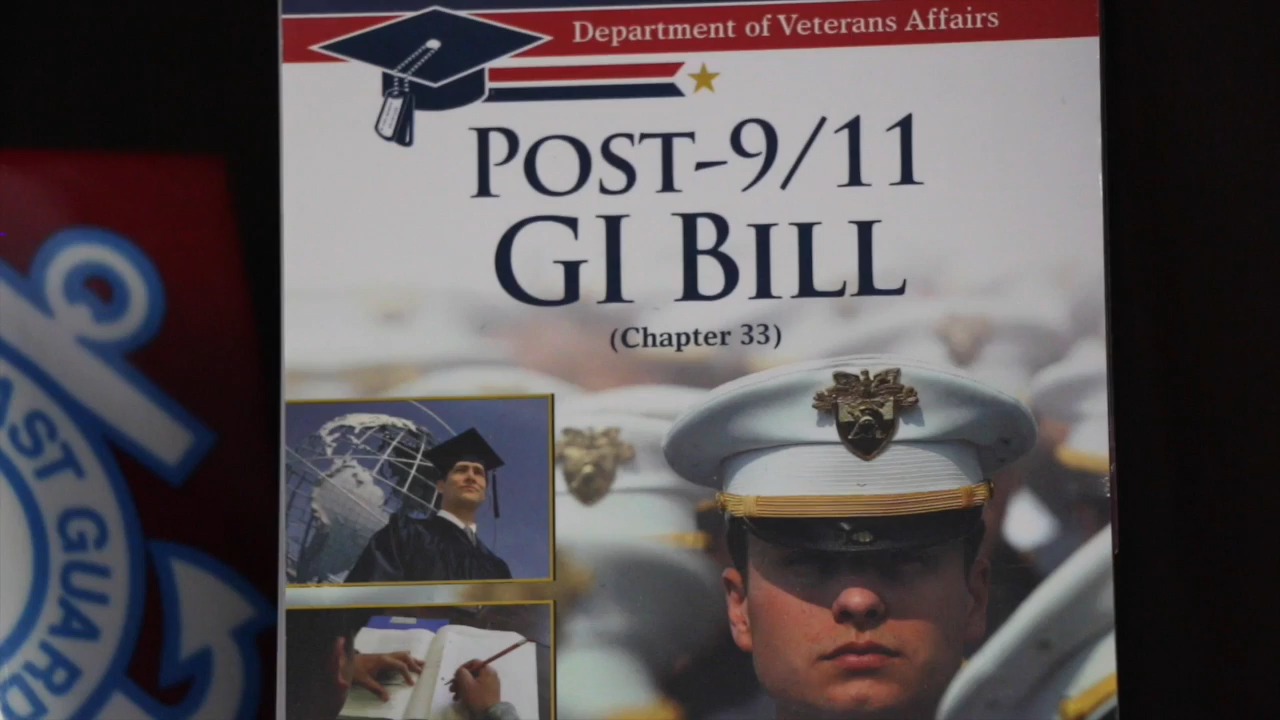 Department of Veterans Affairs
POST-9/11
GI BILL
(Chapter 33)
AST GUARD